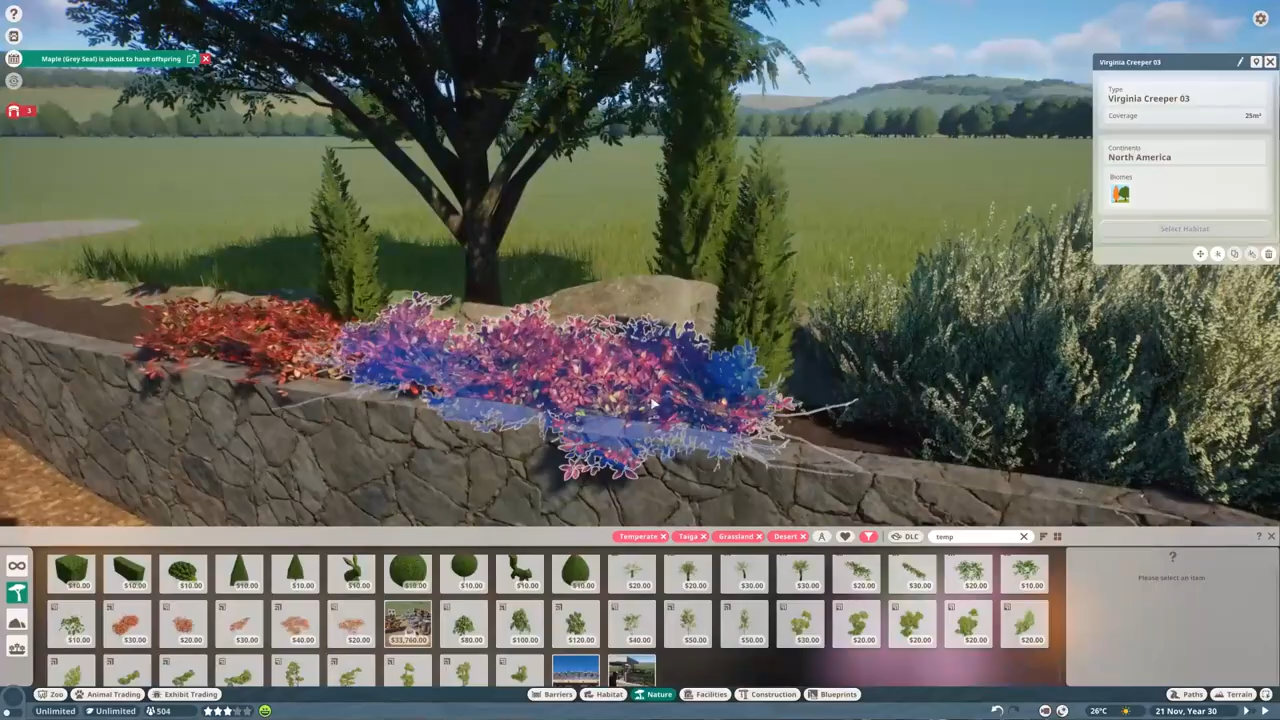 Maple (Grey Seal) is about to have offspring
3
Virginia Creeper 03
Type
Virginia Creeper 03
Coverage 25m²
Continents
North America
Biomes
Select Habitat
Temperate Taiga Grassland Desert DLC temp
$10.00 $10.00 $10.00 $10.00 $10.00 $10.00 $10.00 $10.00 $10.00 $20.00 $20.00 $30.00 $30.00 $20.00 $30.00 $20.00 $10.00
$10.00 $30.00 $20.00 $30.00 $40.00 $20.00 $33,760.00 $80.00 $100.00 $120.00 $40.00 $50.00 $50.00 $30.00 $20.00 $20.00 $20.00 $20.00
?
Please select an item
Zoo Animal Trading Exhibit Trading Barriers Habitat Nature Facilities Construction Blueprints Paths Terrain
Unlimited Unlimited 504 26°C 21 Nov, Year 30